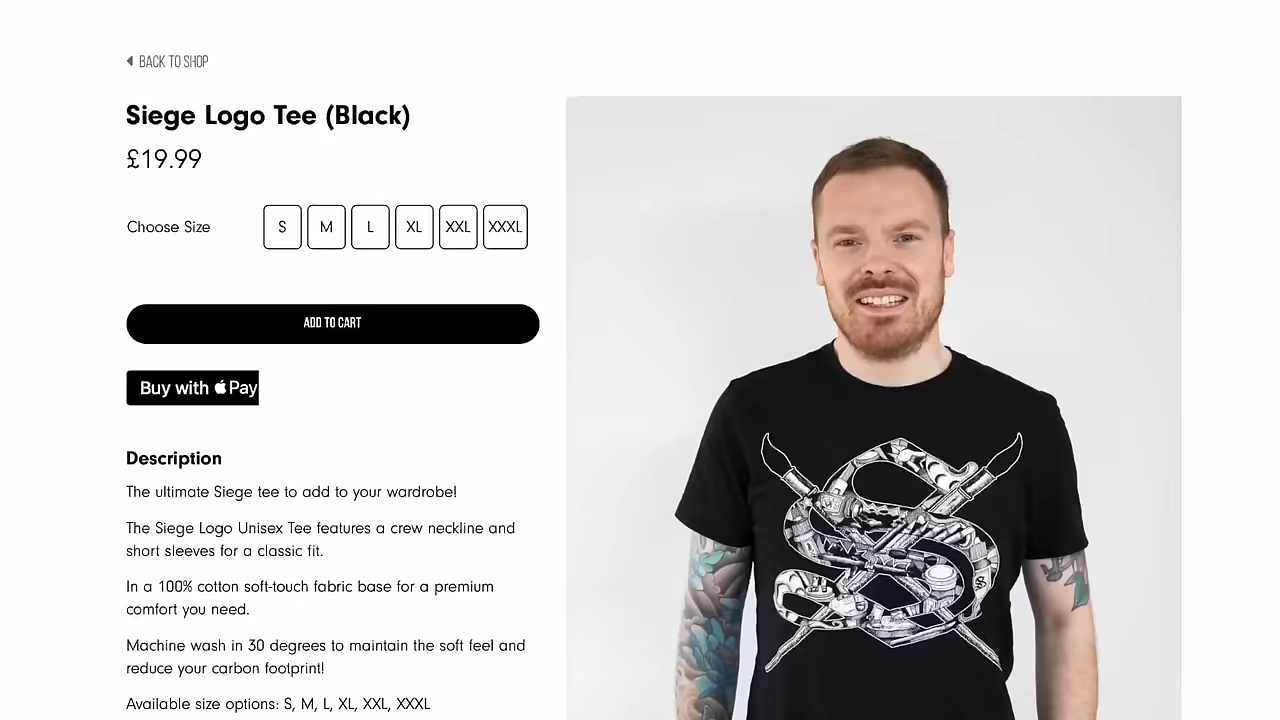 BACK TO SHOP
Siege Logo Tee (Black)
£19.99
Choose Size S M L XL XXL XXXL
ADD TO CART
Buy with Pay
Description
The ultimate Siege tee to add to your wardrobe!
The Siege Logo Unisex Tee features a crew neckline and
short sleeves for a classic fit.
In a 100% cotton soft-touch fabric base for a premium
comfort you need.
Machine wash in 30 degrees to maintain the soft feel and
reduce your carbon footprint!
Available size options: S, M, L, XL, XXL, XXXL